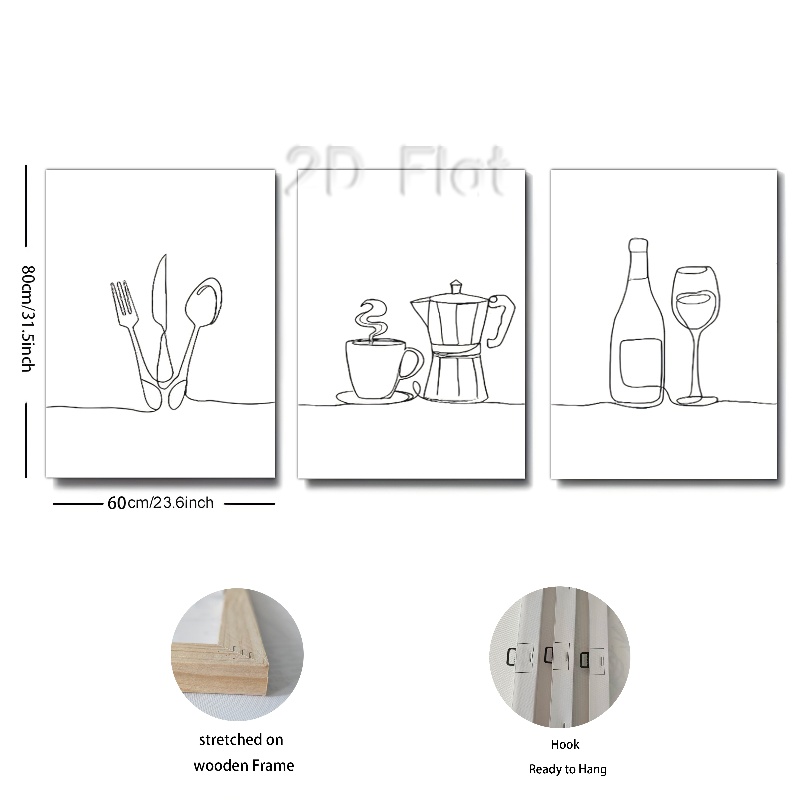 2D Flat
80cm/31.5inch
60cm/23.6inch
stretched on
wooden Frame
Hook
Ready to Hang